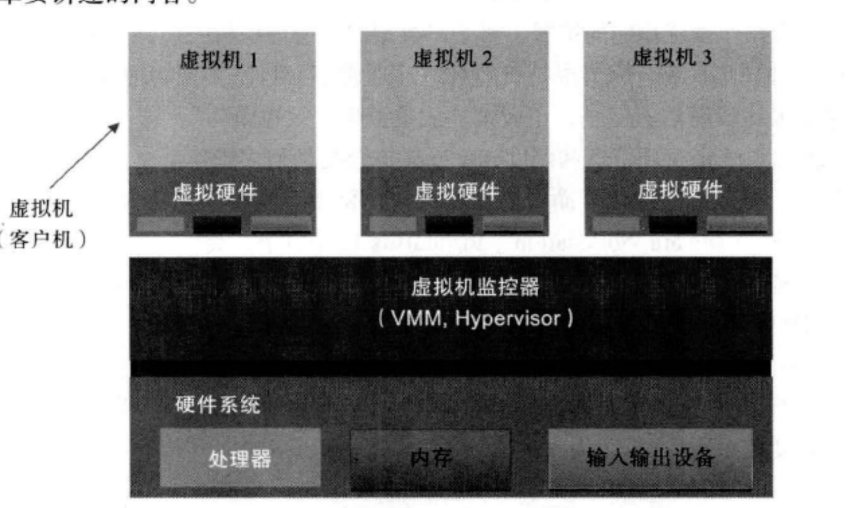 虚拟机 1
虚拟机 2
虚拟机 3
虚拟硬件
虚拟硬件
虚拟硬件
虚拟机
（客户机）
虚拟机监控器
（VMM, Hypervisor）
硬件系统
处理器
内存
输入输出设备